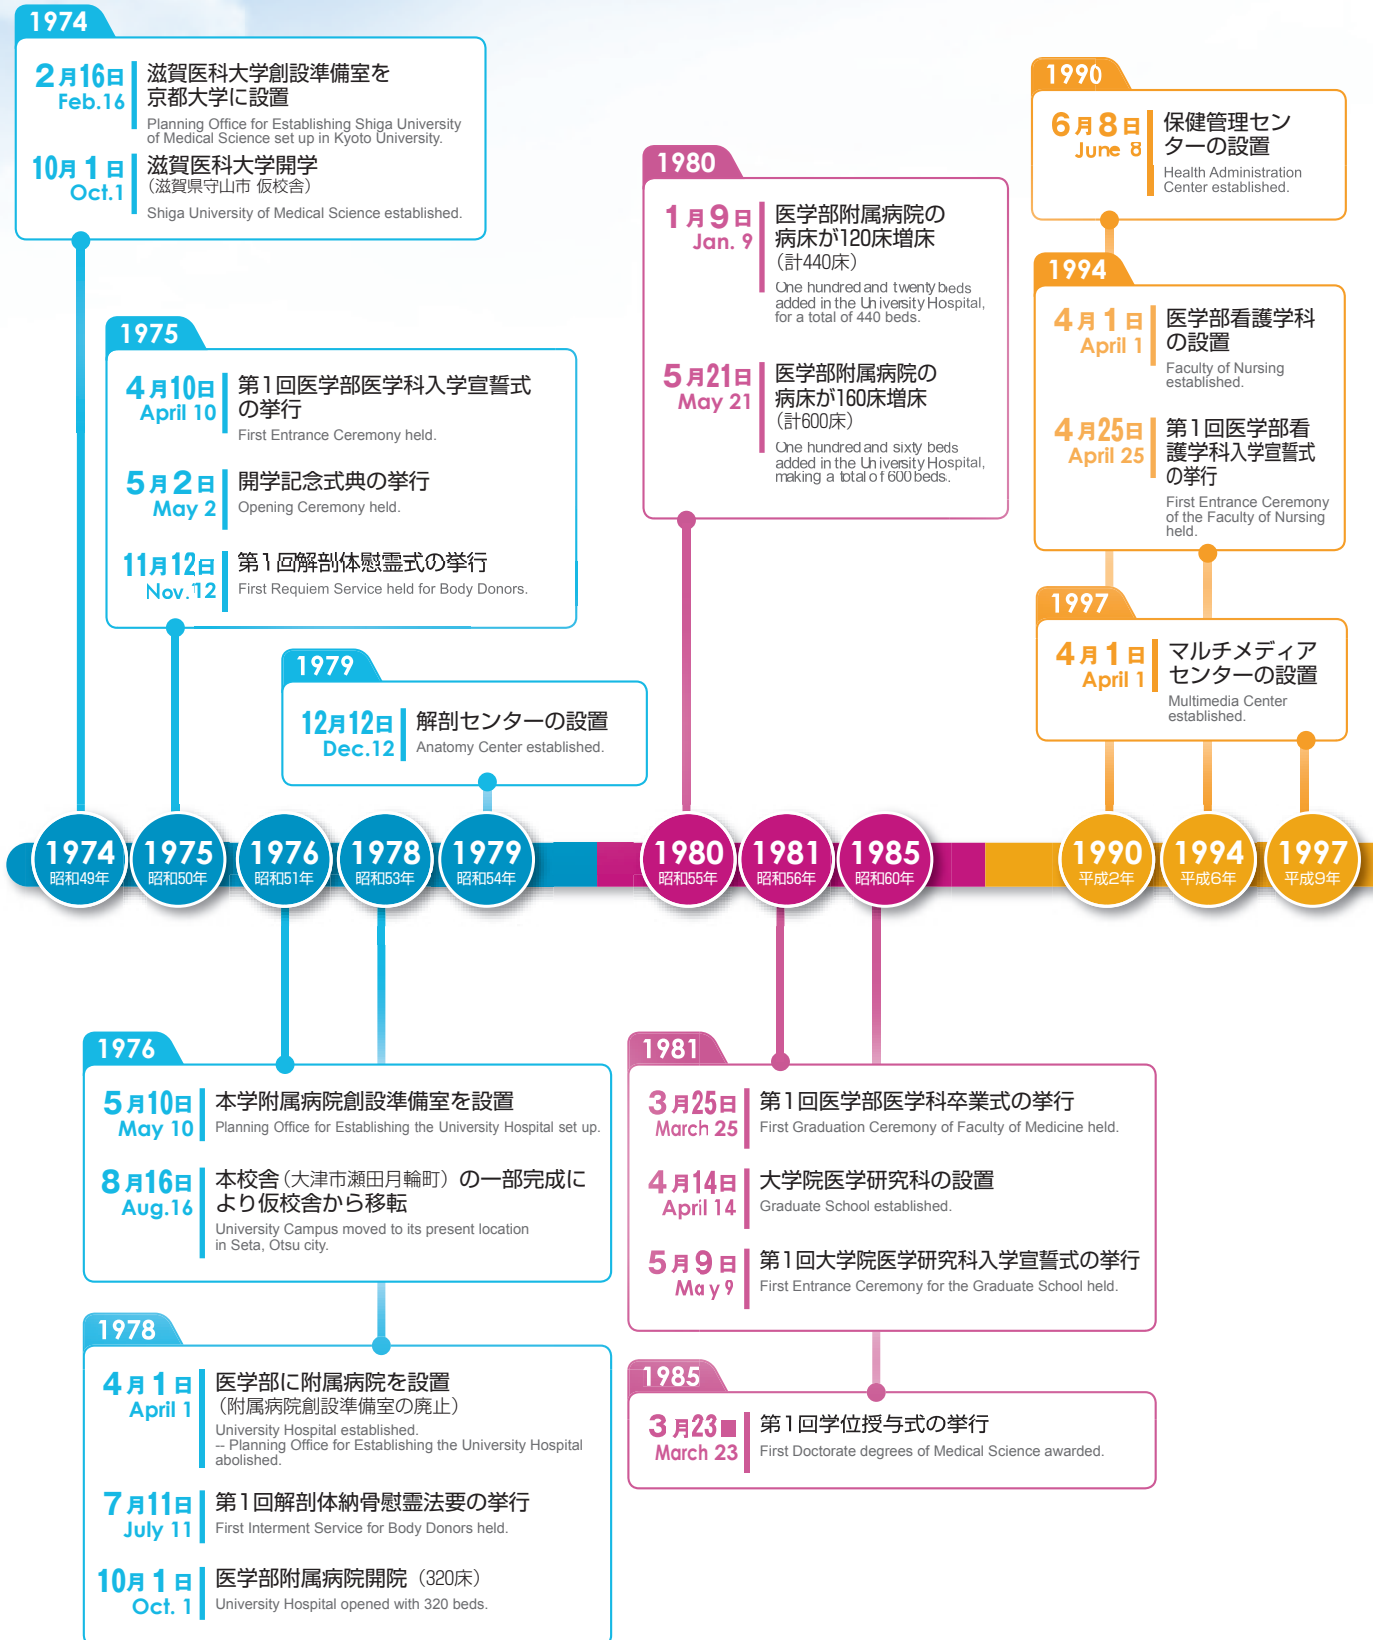 1974
2月16日
Feb.16
滋賀医科大学創設準備室を
京都大学に設置
Planning Office for Establishing Shiga University
of Medical Science set up in Kyoto University.
10月1日
Oct.1
滋賀医科大学開学
（滋賀県守山市 仮校舎）
Shiga University of Medical Science established.
1975
4月10日
April 10
第1回医学部医学科入学宣誓式
の挙行
First Entrance Ceremony held.
5月2日
May 2
開学記念式典の挙行
Opening Ceremony held.
11月12日
Nov.12
第1回解剖体慰霊式の挙行
First Requiem Service held for Body Donors.
1979
12月12日
Dec.12
解剖センターの設置
Anatomy Center established.
1980
1月9日
Jan. 9
医学部附属病院の
病床が120床増床
（計440床）
One hundred and twenty beds
added in the University Hospital,
for a total of 440 beds.
5月21日
May 21
医学部附属病院の
病床が160床増床
（計600床）
One hundred and sixty beds
added in the University Hospital,
making a total of 600 beds.
1990
6月8日
June 8
保健管理セン
ターの設置
Health Administration
Center established.
1994
4月1日
April 1
医学部看護学科
の設置
Faculty of Nursing
established.
4月25日
April 25
第1回医学部看
護学科入学宣誓式
の挙行
First Entrance Ceremony
of the Faculty of Nursing
held.
1997
4月1日
April 1
マルチメディア
センターの設置
Multimedia Center
established.
1974
昭和49年
1975
昭和50年
1976
昭和51年
1978
昭和53年
1979
昭和54年
1980
昭和55年
1981
昭和56年
1985
昭和60年
1990
平成2年
1994
平成6年
1997
平成9年
1976
5月10日
May 10
本学附属病院創設準備室を設置
Planning Office for Establishing the University Hospital set up.
8月16日
Aug.16
本校舎（大津市瀬田月輪町）の一部完成に
より仮校舎から移転
University Campus moved to its present location
in Seta, Otsu city.
1978
4月1日
April 1
医学部に附属病院を設置
（附属病院創設準備室の廃止）
University Hospital established.
-- Planning Office for Establishing the University Hospital
abolished.
7月11日
July 11
第1回解剖体納骨慰霊法要の挙行
First Interment Service for Body Donors held.
10月1日
Oct. 1
医学部附属病院開院（320床）
University Hospital opened with 320 beds.
1981
3月25日
March 25
第1回医学部医学科卒業式の挙行
First Graduation Ceremony of Faculty of Medicine held.
4月14日
April 14
大学院医学研究科の設置
Graduate School established.
5月9日
May 9
第1回大学院医学研究科入学宣誓式の挙行
First Entrance Ceremony for the Graduate School held.
1985
3月23■
March 23
第1回学位授与式の挙行
First Doctorate degrees of Medical Science awarded.